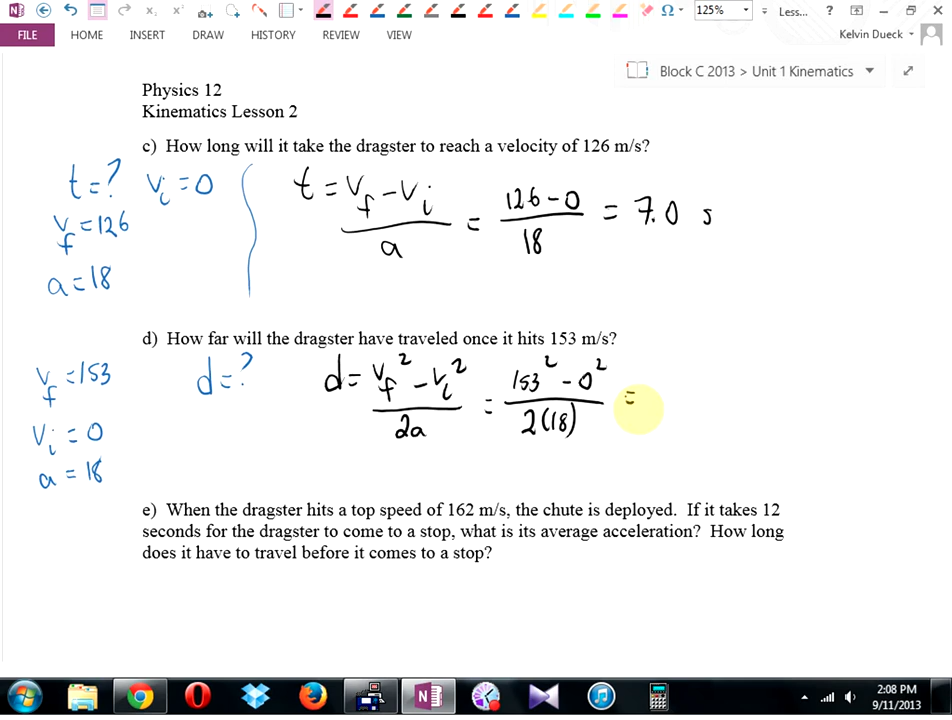 125%
Less...
?
FILE
HOME
INSERT
DRAW
HISTORY
REVIEW
VIEW
Kelvin Dueck
Block C 2013 > Unit 1 Kinematics
Physics 12
Kinematics Lesson 2
c) How long will it take the dragster to reach a velocity of 126 m/s?
t = ? vi = 0
vf = 126
a = 18
t = vf - vi / a = 126 - 0 / 18 = 7.0 s
d) How far will the dragster have traveled once it hits 153 m/s?
vf = 153
vi = 0
a = 18
d = ?
d = vf² - vi² / 2a = 153² - 0² / 2(18) =
e) When the dragster hits a top speed of 162 m/s, the chute is deployed. If it takes 12
seconds for the dragster to come to a stop, what is its average acceleration? How long
does it have to travel before it comes to a stop?
2:08 PM
9/11/2013